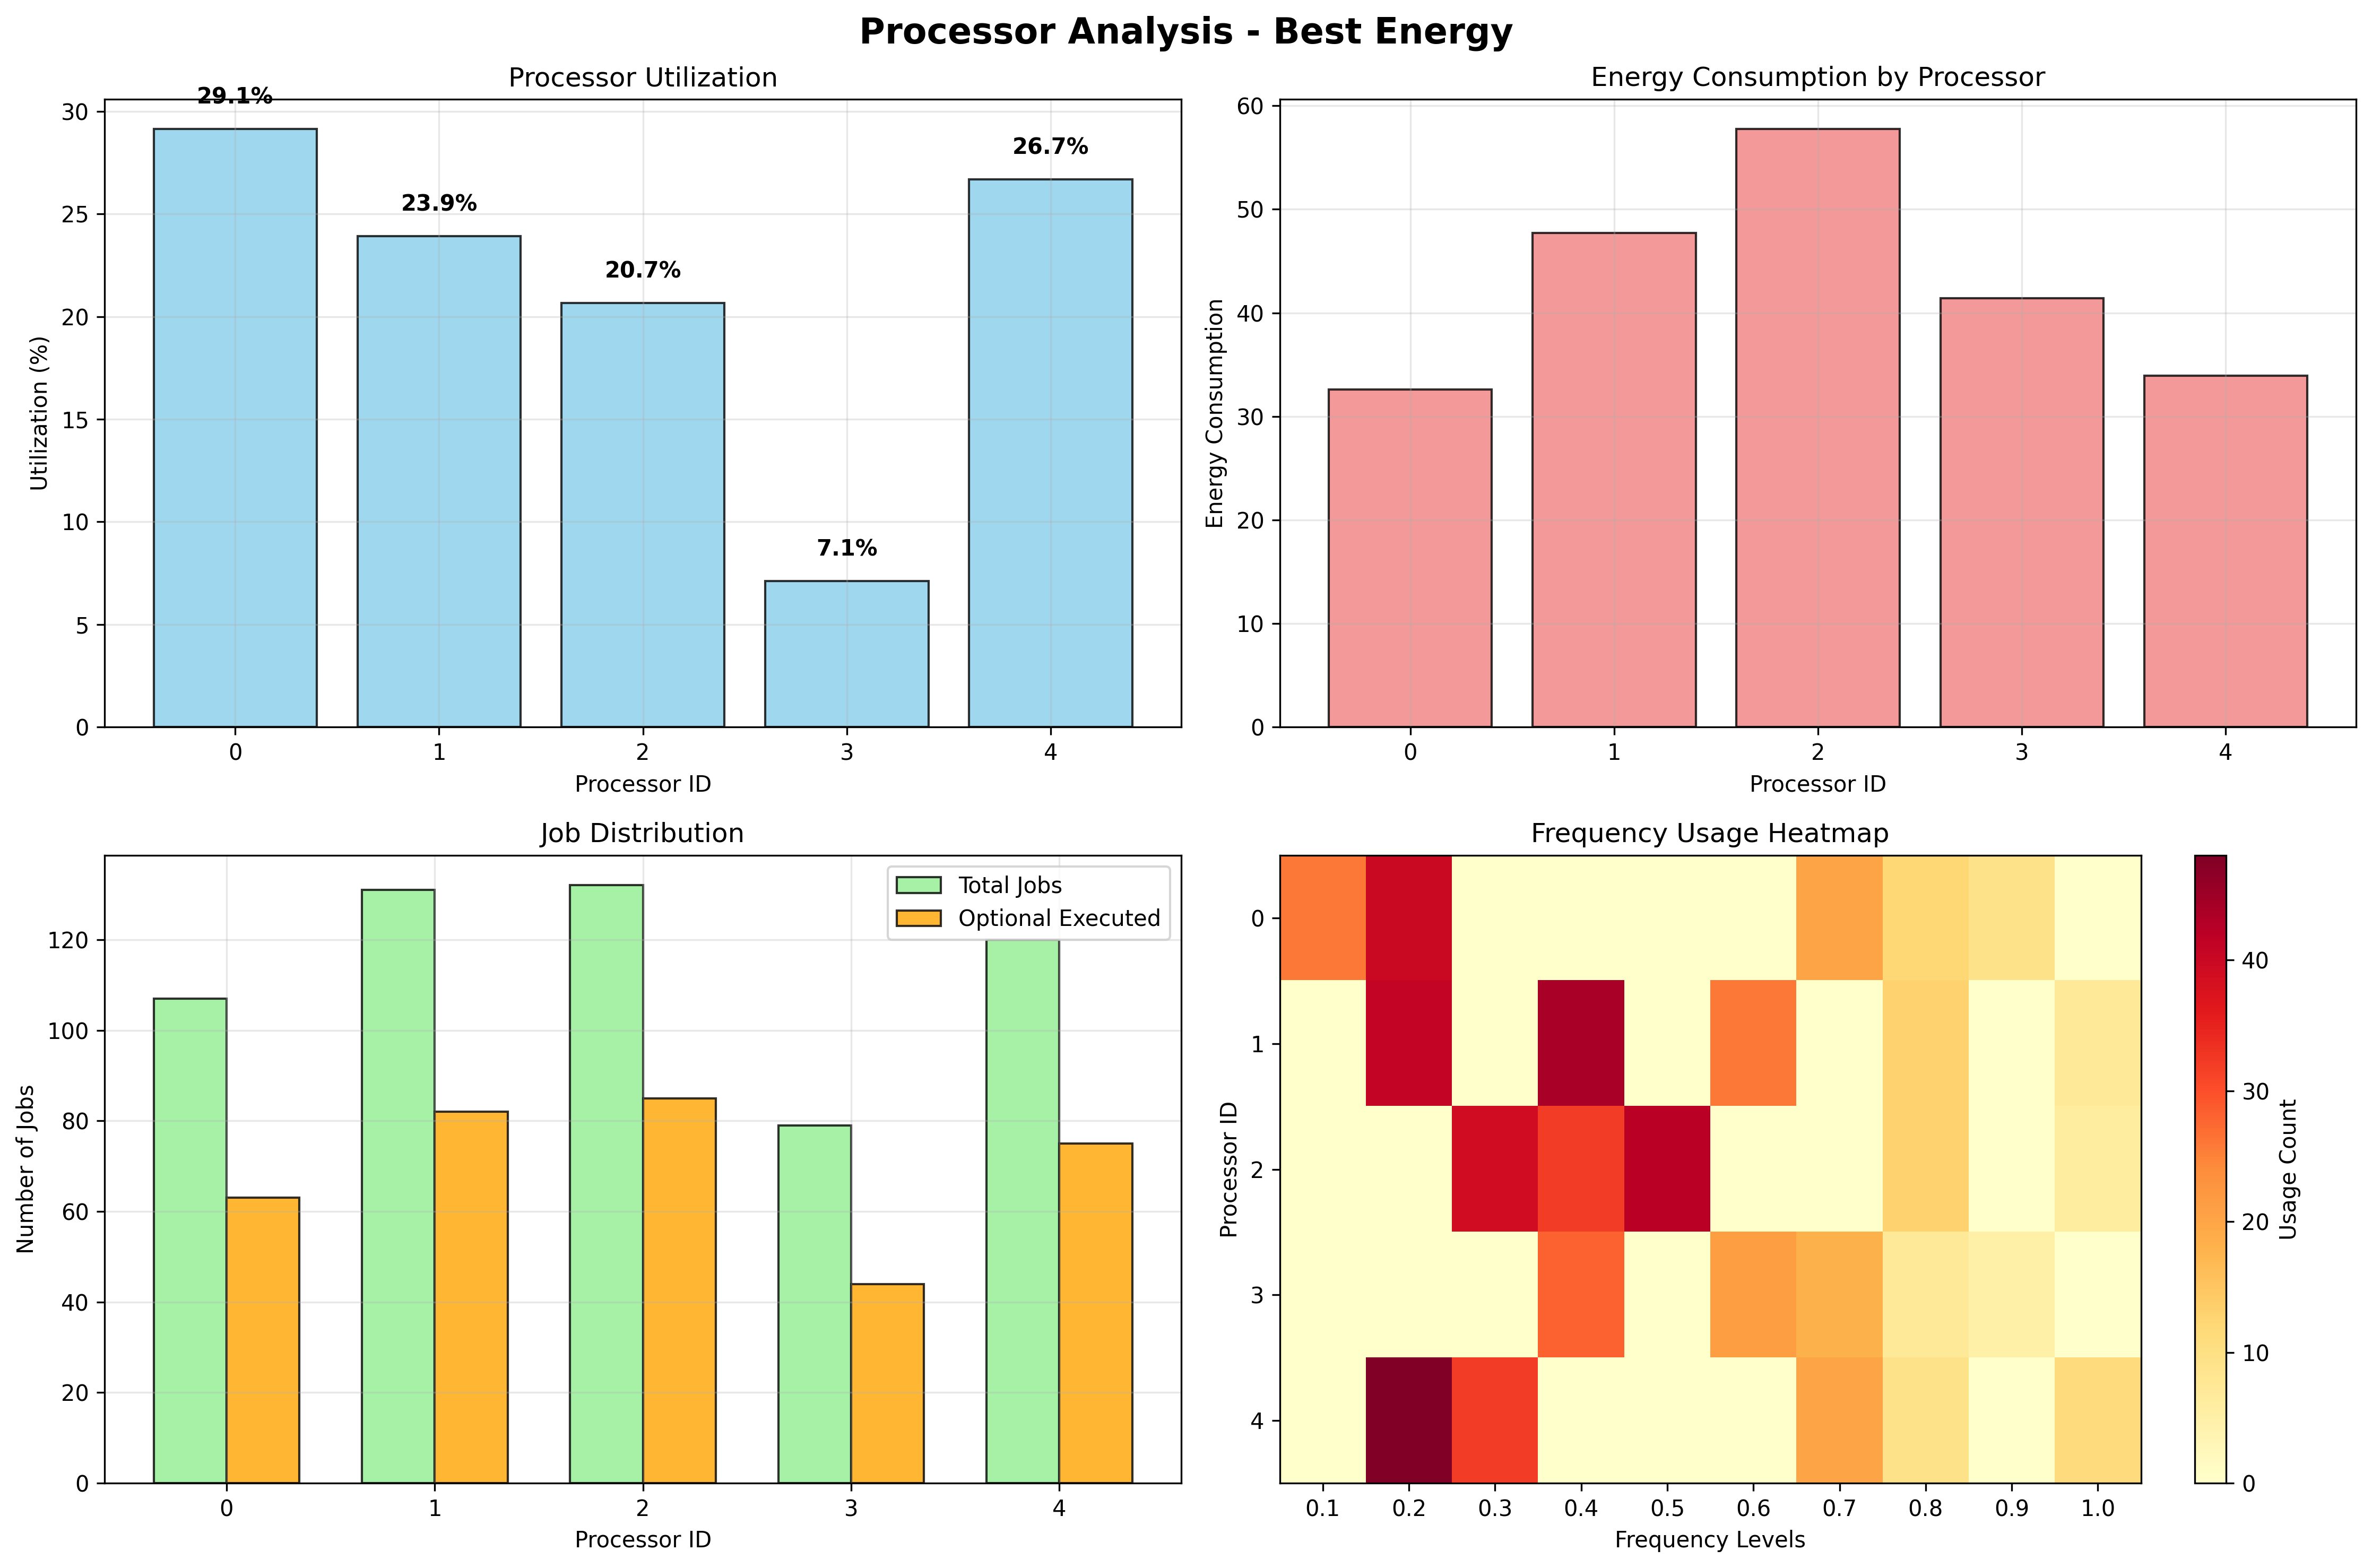 Processor Analysis - Best Energy
Processor Utilization
29.1%
23.9%
20.7%
7.1%
26.7%
30
25
20
15
10
5
0
Utilization (%)
0 1 2 3 4
Processor ID
Energy Consumption by Processor
60
50
40
30
20
10
0
Energy Consumption
0 1 2 3 4
Processor ID
Job Distribution
Total Jobs
Optional Executed
120
100
80
60
40
20
0
Number of Jobs
0 1 2 3 4
Processor ID
Frequency Usage Heatmap
0
1
2
3
4
Processor ID
0.1 0.2 0.3 0.4 0.5 0.6 0.7 0.8 0.9 1.0
Frequency Levels
40
30
20
10
0
Usage Count